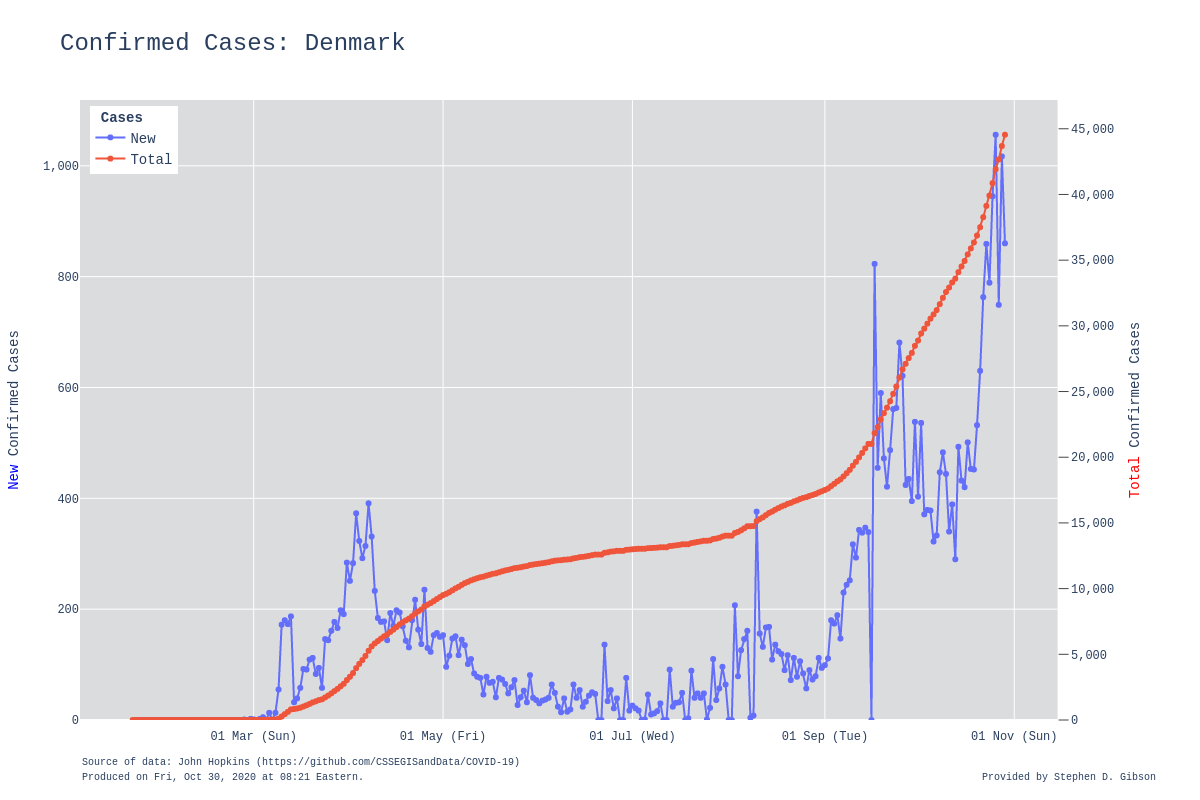 Confirmed Cases: Denmark
Cases
New
Total
1,000
800
600
400
200
0
New Confirmed Cases
45,000
40,000
35,000
30,000
25,000
20,000
15,000
10,000
5,000
0
Total Confirmed Cases
01 Mar (Sun) 01 May (Fri) 01 Jul (Wed) 01 Sep (Tue) 01 Nov (Sun)
Source of data: John Hopkins (https://github.com/CSSEGISandData/COVID-19)
Produced on Fri, Oct 30, 2020 at 08:21 Eastern.
Provided by Stephen D. Gibson